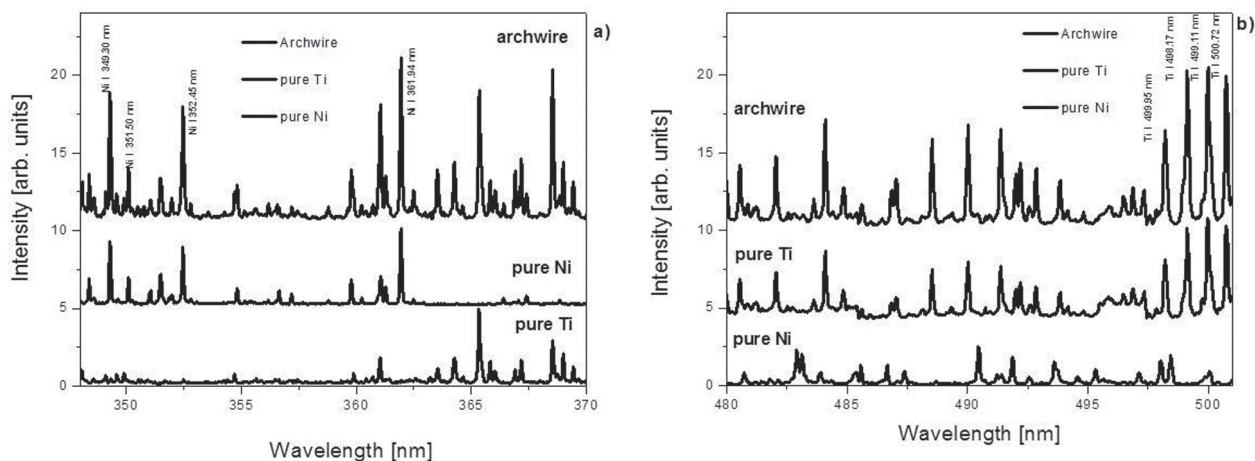 archwire
a)
Archwire
pure Ti
pure Ni
Ni I 349.30 nm
Ni I 351.50 nm
Ni I 352.45 nm
Ni I 361.94 nm
pure Ni
pure Ti
Intensity [arb. units]
20
15
10
5
0
350
355
360
365
370
Wavelength [nm]
b)
Archwire
pure Ti
pure Ni
Ti I 499.95 nm
Ti I 498.17 nm
Ti I 499.11 nm
Ti I 500.72 nm
archwire
pure Ti
pure Ni
Intensity [arb. units]
20
15
10
5
0
480
485
490
495
500
Wavelength [nm]